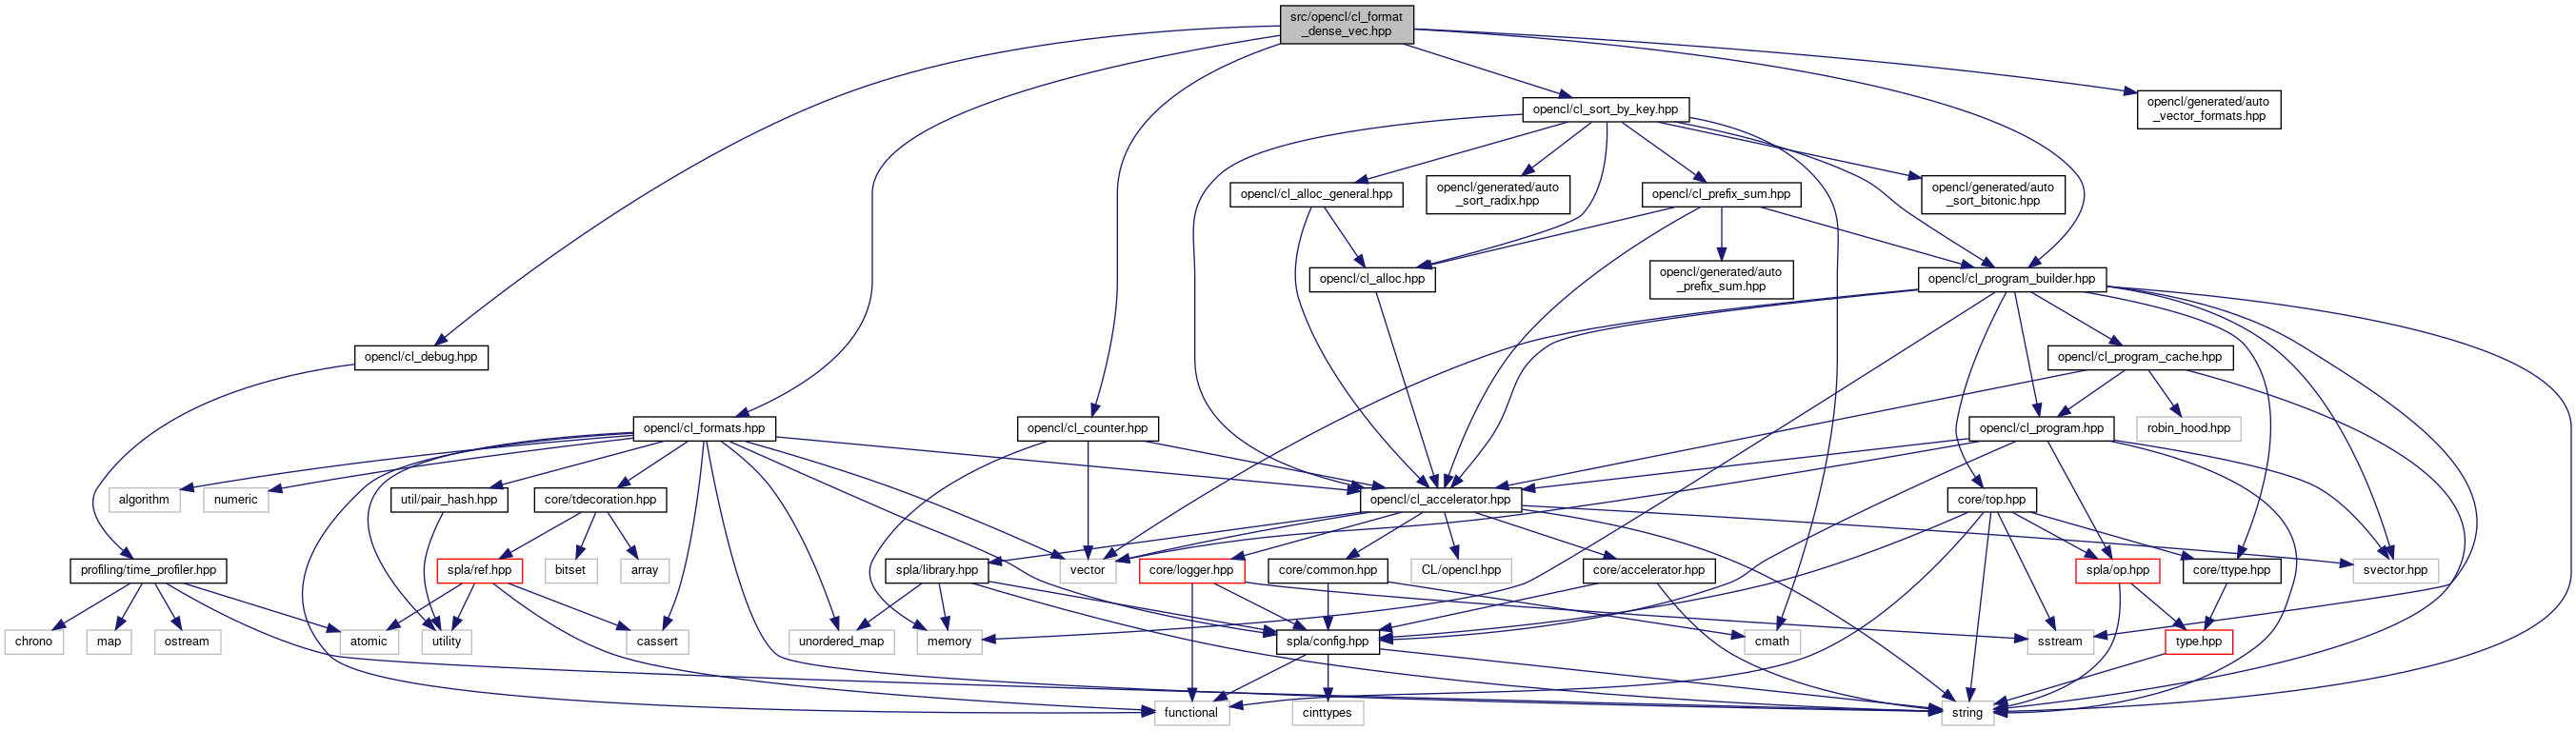 src/opencl/cl_format
_dense_vec.hpp
opencl/cl_sort_by_key.hpp
opencl/generated/auto
_vector_formats.hpp
opencl/cl_alloc_general.hpp
opencl/generated/auto
_sort_radix.hpp
opencl/cl_prefix_sum.hpp
opencl/generated/auto
_sort_bitonic.hpp
opencl/cl_alloc.hpp
opencl/generated/auto
_prefix_sum.hpp
opencl/cl_program_builder.hpp
opencl/cl_debug.hpp
opencl/cl_program_cache.hpp
opencl/cl_formats.hpp
opencl/cl_counter.hpp
opencl/cl_program.hpp
robin_hood.hpp
algorithm
numeric
util/pair_hash.hpp
core/tdecoration.hpp
opencl/cl_accelerator.hpp
core/top.hpp
profiling/time_profiler.hpp
spla/ref.hpp
bitset
array
spla/library.hpp
vector
core/logger.hpp
core/common.hpp
CL/opencl.hpp
core/accelerator.hpp
spla/op.hpp
core/ttype.hpp
svector.hpp
chrono
map
ostream
atomic
utility
cassert
unordered_map
memory
spla/config.hpp
cmath
sstream
type.hpp
functional
cinttypes
string